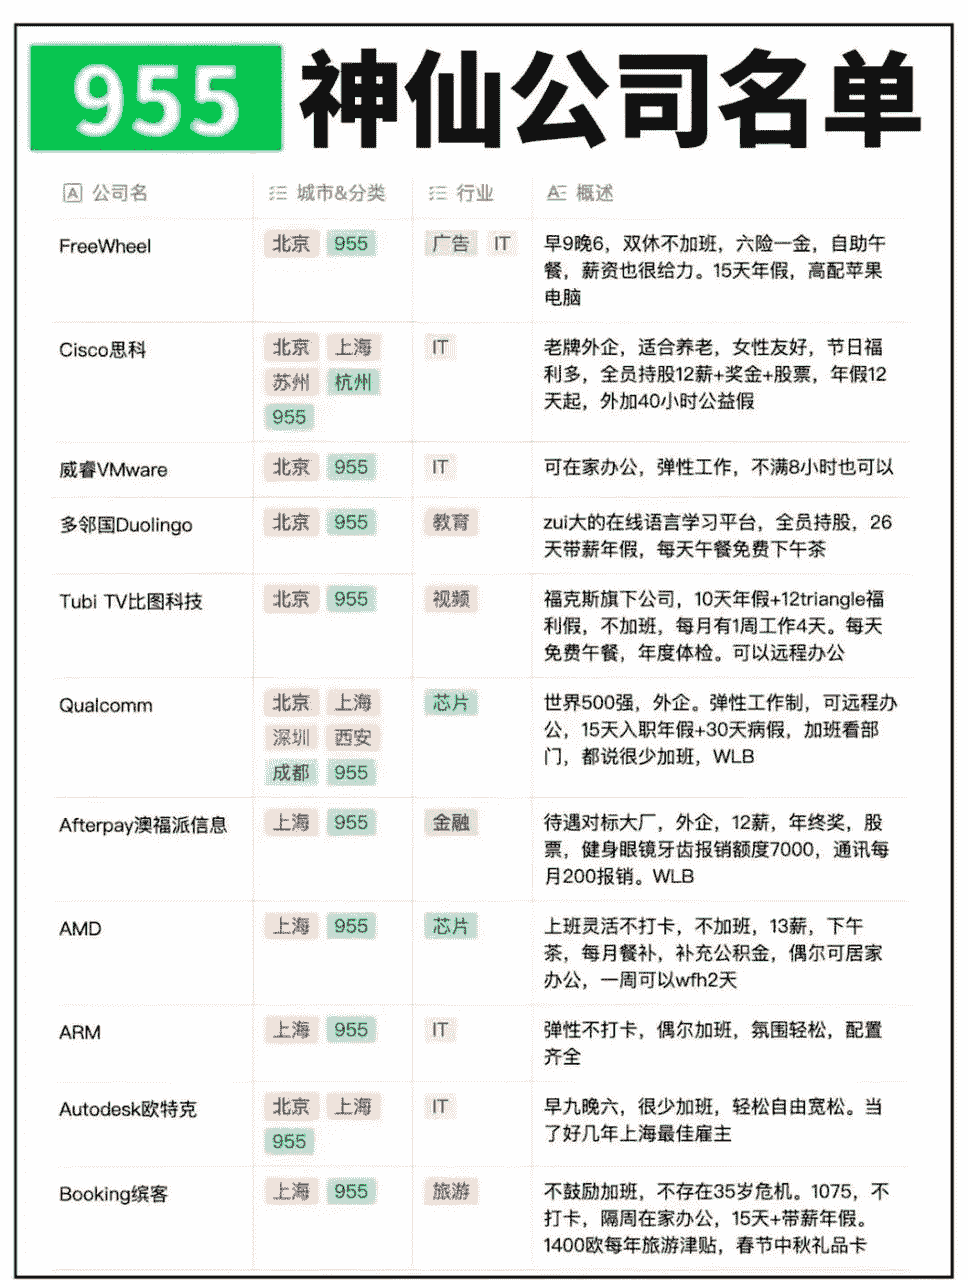 955 神仙公司名单
公司名 城市&分类 行业 概述
FreeWheel 北京 955 广告 IT 早9晚6，双休不加班，六险一金，自助午
餐，薪资也很给力。15天年假，高配苹果
电脑
Cisco思科 北京 上海 IT 老牌外企，适合养老，女性友好，节日福
苏州 杭州 利多，全员持股12薪+奖金+股票，年假12
955 天起，外加40小时公益假
威睿VMware 北京 955 IT 可在家办公，弹性工作，不满8小时也可以
多邻国Duolingo 北京 955 教育 zui大的在线语言学习平台，全员持股，26
天带薪年假，每天午餐免费下午茶
Tubi TV比图科技 北京 955 视频 福克斯旗下公司，10天年假+12triangle福
利假，不加班，每月有1周工作4天。每天
免费午餐，年度体检。可以远程办公
Qualcomm 北京 上海 芯片 世界500强，外企。弹性工作制，可远程办
深圳 西安 公，15天入职年假+30天病假，加班看部
成都 955 门，都说很少加班，WLB
Afterpay澳福派信息 上海 955 金融 待遇对标大厂，外企，12薪，年终奖，股
票，健身眼镜牙齿报销额度7000，通讯每
月200报销。WLB
AMD 上海 955 芯片 上班灵活不打卡，不加班，13薪，下午
茶，每月餐补，补充公积金，偶尔可居家
办公，一周可以wfh2天
ARM 上海 955 IT 弹性不打卡，偶尔加班，氛围轻松，配置
齐全
Autodesk欧特克 北京 上海 IT 早九晚六，很少加班，轻松自由宽松。当
955 了好几年上海最佳雇主
Booking缤客 上海 955 旅游 不鼓励加班，不存在35岁危机。1075，不
打卡，隔周在家办公，15天+带薪年假。
1400欧每年旅游津贴，春节中秋礼品卡